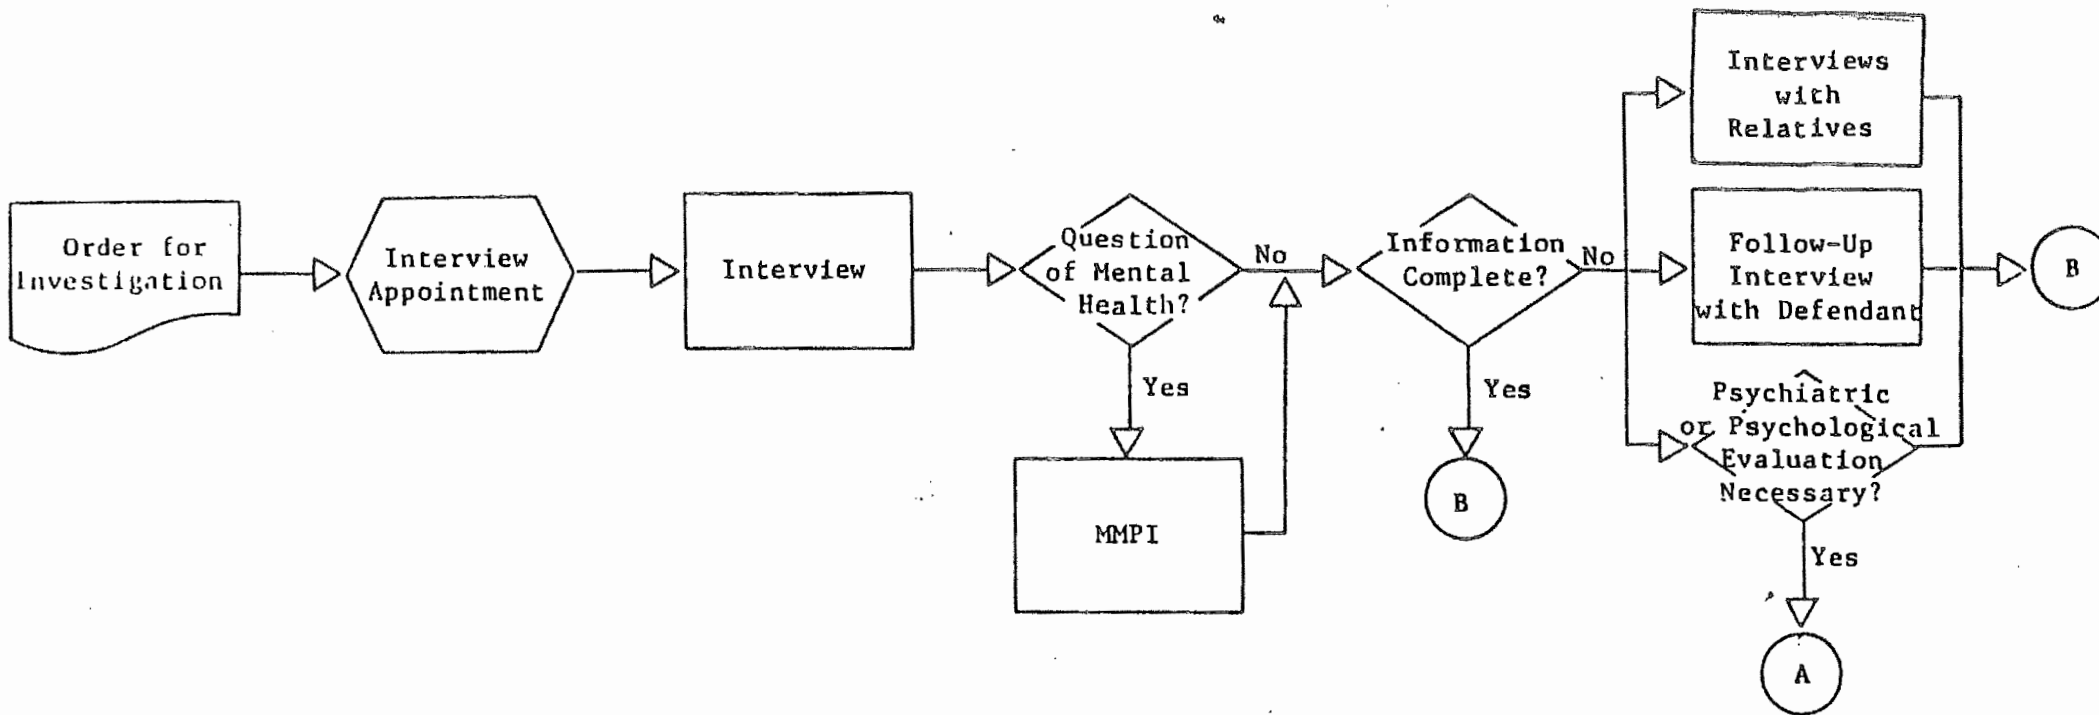 Order for
Investigation
Interview
Appointment
Interview
Question
of Mental
Health?
No
Yes
MMPI
Information
Complete?
No
Yes
B
Interviews
with
Relatives
Follow-Up
Interview
with Defendant
Psychiatric
or Psychological
Evaluation
Necessary?
Yes
A
B